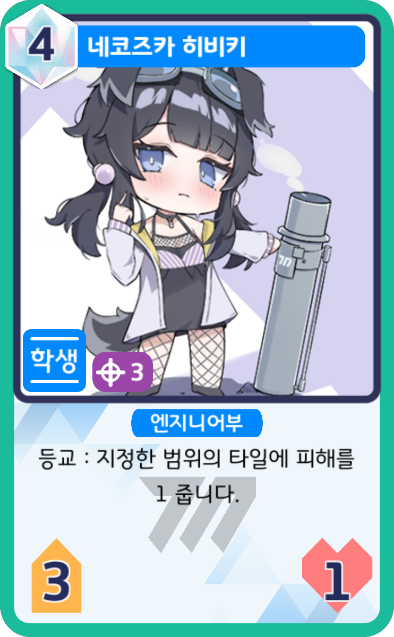 4
네코즈카 히비키
학생
3
엔지니어부
등교 : 지정한 범위의 타일에 피해를
1 줍니다.
3
1